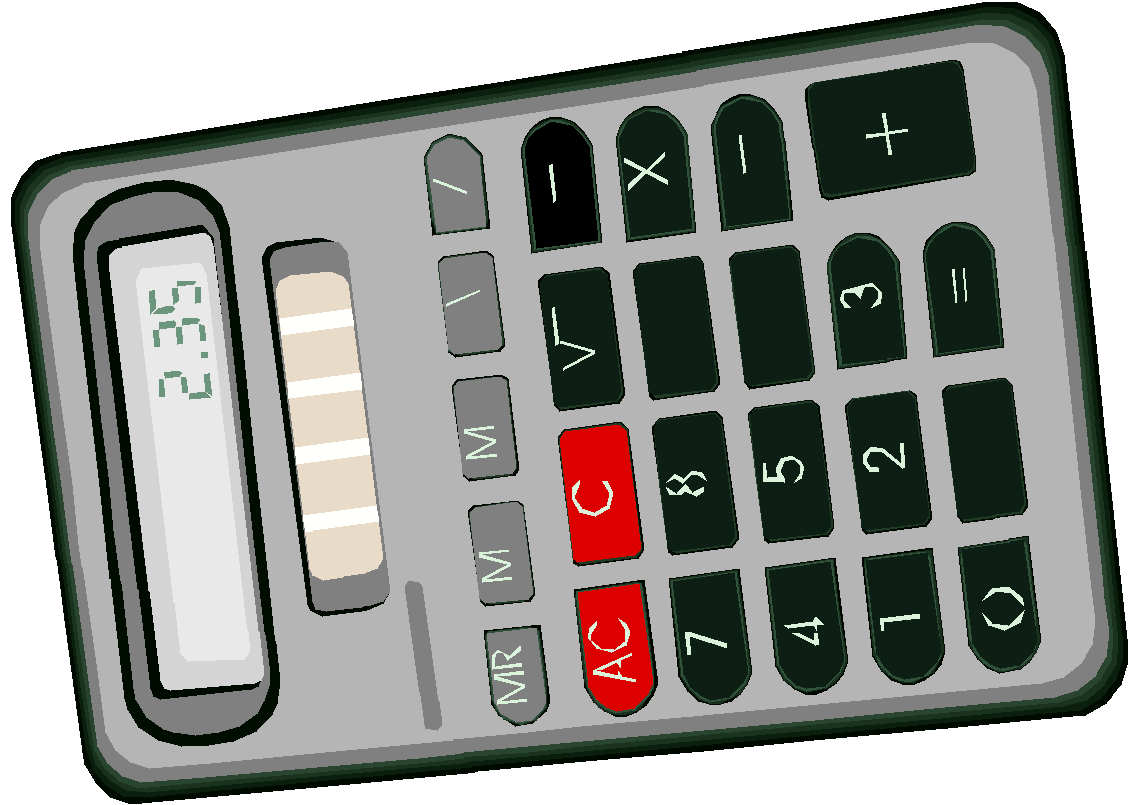 2.35
MR M M \ /
AC C √ −
7 8 X
4 5 −
1 2 3 +
0 =